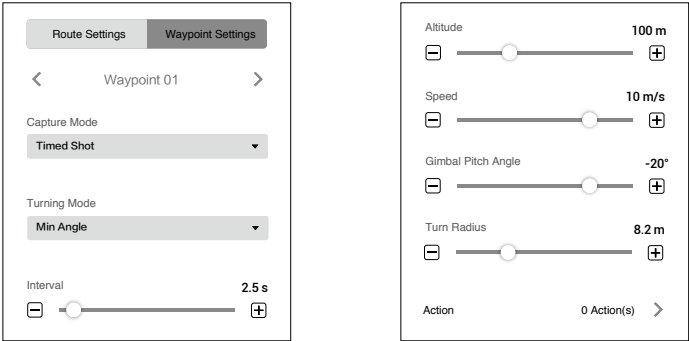 Route Settings Waypoint Settings
Waypoint 01
Capture Mode
Timed Shot
Turning Mode
Min Angle
Interval 2.5 s
Altitude 100 m
Speed 10 m/s
Gimbal Pitch Angle -20°
Turn Radius 8.2 m
Action 0 Action(s)